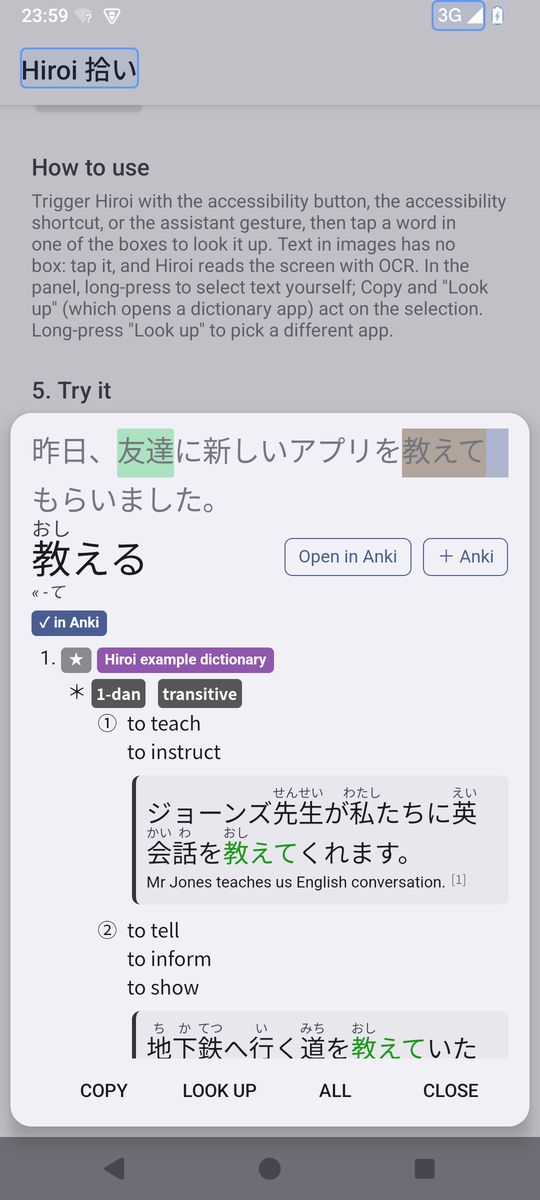 23:59
3G
Hiroi 拾い
How to use
Trigger Hiroi with the accessibility button, the accessibility
shortcut, or the assistant gesture, then tap a word in
one of the boxes to look it up. Text in images has no
box: tap it, and Hiroi reads the screen with OCR. In the
panel, long-press to select text yourself; Copy and "Look
up" (which opens a dictionary app) act on the selection.
Long-press "Look up" to pick a different app.
5. Try it
昨日、友達に新しいアプリを教えて
もらいました。
おし
教える
Open in Anki
+ Anki
« - て
✓ in Anki
1. ★ Hiroi example dictionary
＊ 1-dan transitive
① to teach
to instruct
せんせい わたし えい
ジョーンズ先生が私たちに英
かい わ おし
会話を教えてくれます。
Mr Jones teaches us English conversation. [1]
② to tell
to inform
to show
ち か てつ い みち おし
地下鉄へ行く道を教えていた
COPY LOOK UP ALL CLOSE